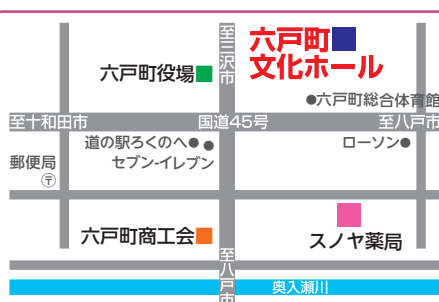 六戸町
文化ホール
至三沢市
六戸町役場
●六戸町総合体育館
至十和田市
国道45号
至八戸市
道の駅ろくのへ●
セブン-イレブン
ローソン●
郵便局
〒
六戸町商工会
スノヤ薬局
至八戸市
奥入瀬川